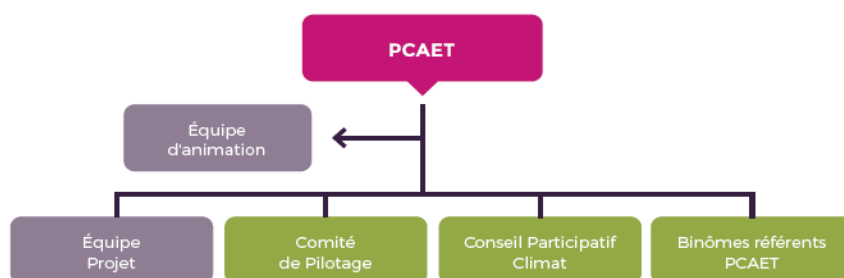 PCAET
Équipe
d'animation
Équipe
Projet
Comité
de Pilotage
Conseil Participatif
Climat
Binômes référents
PCAET